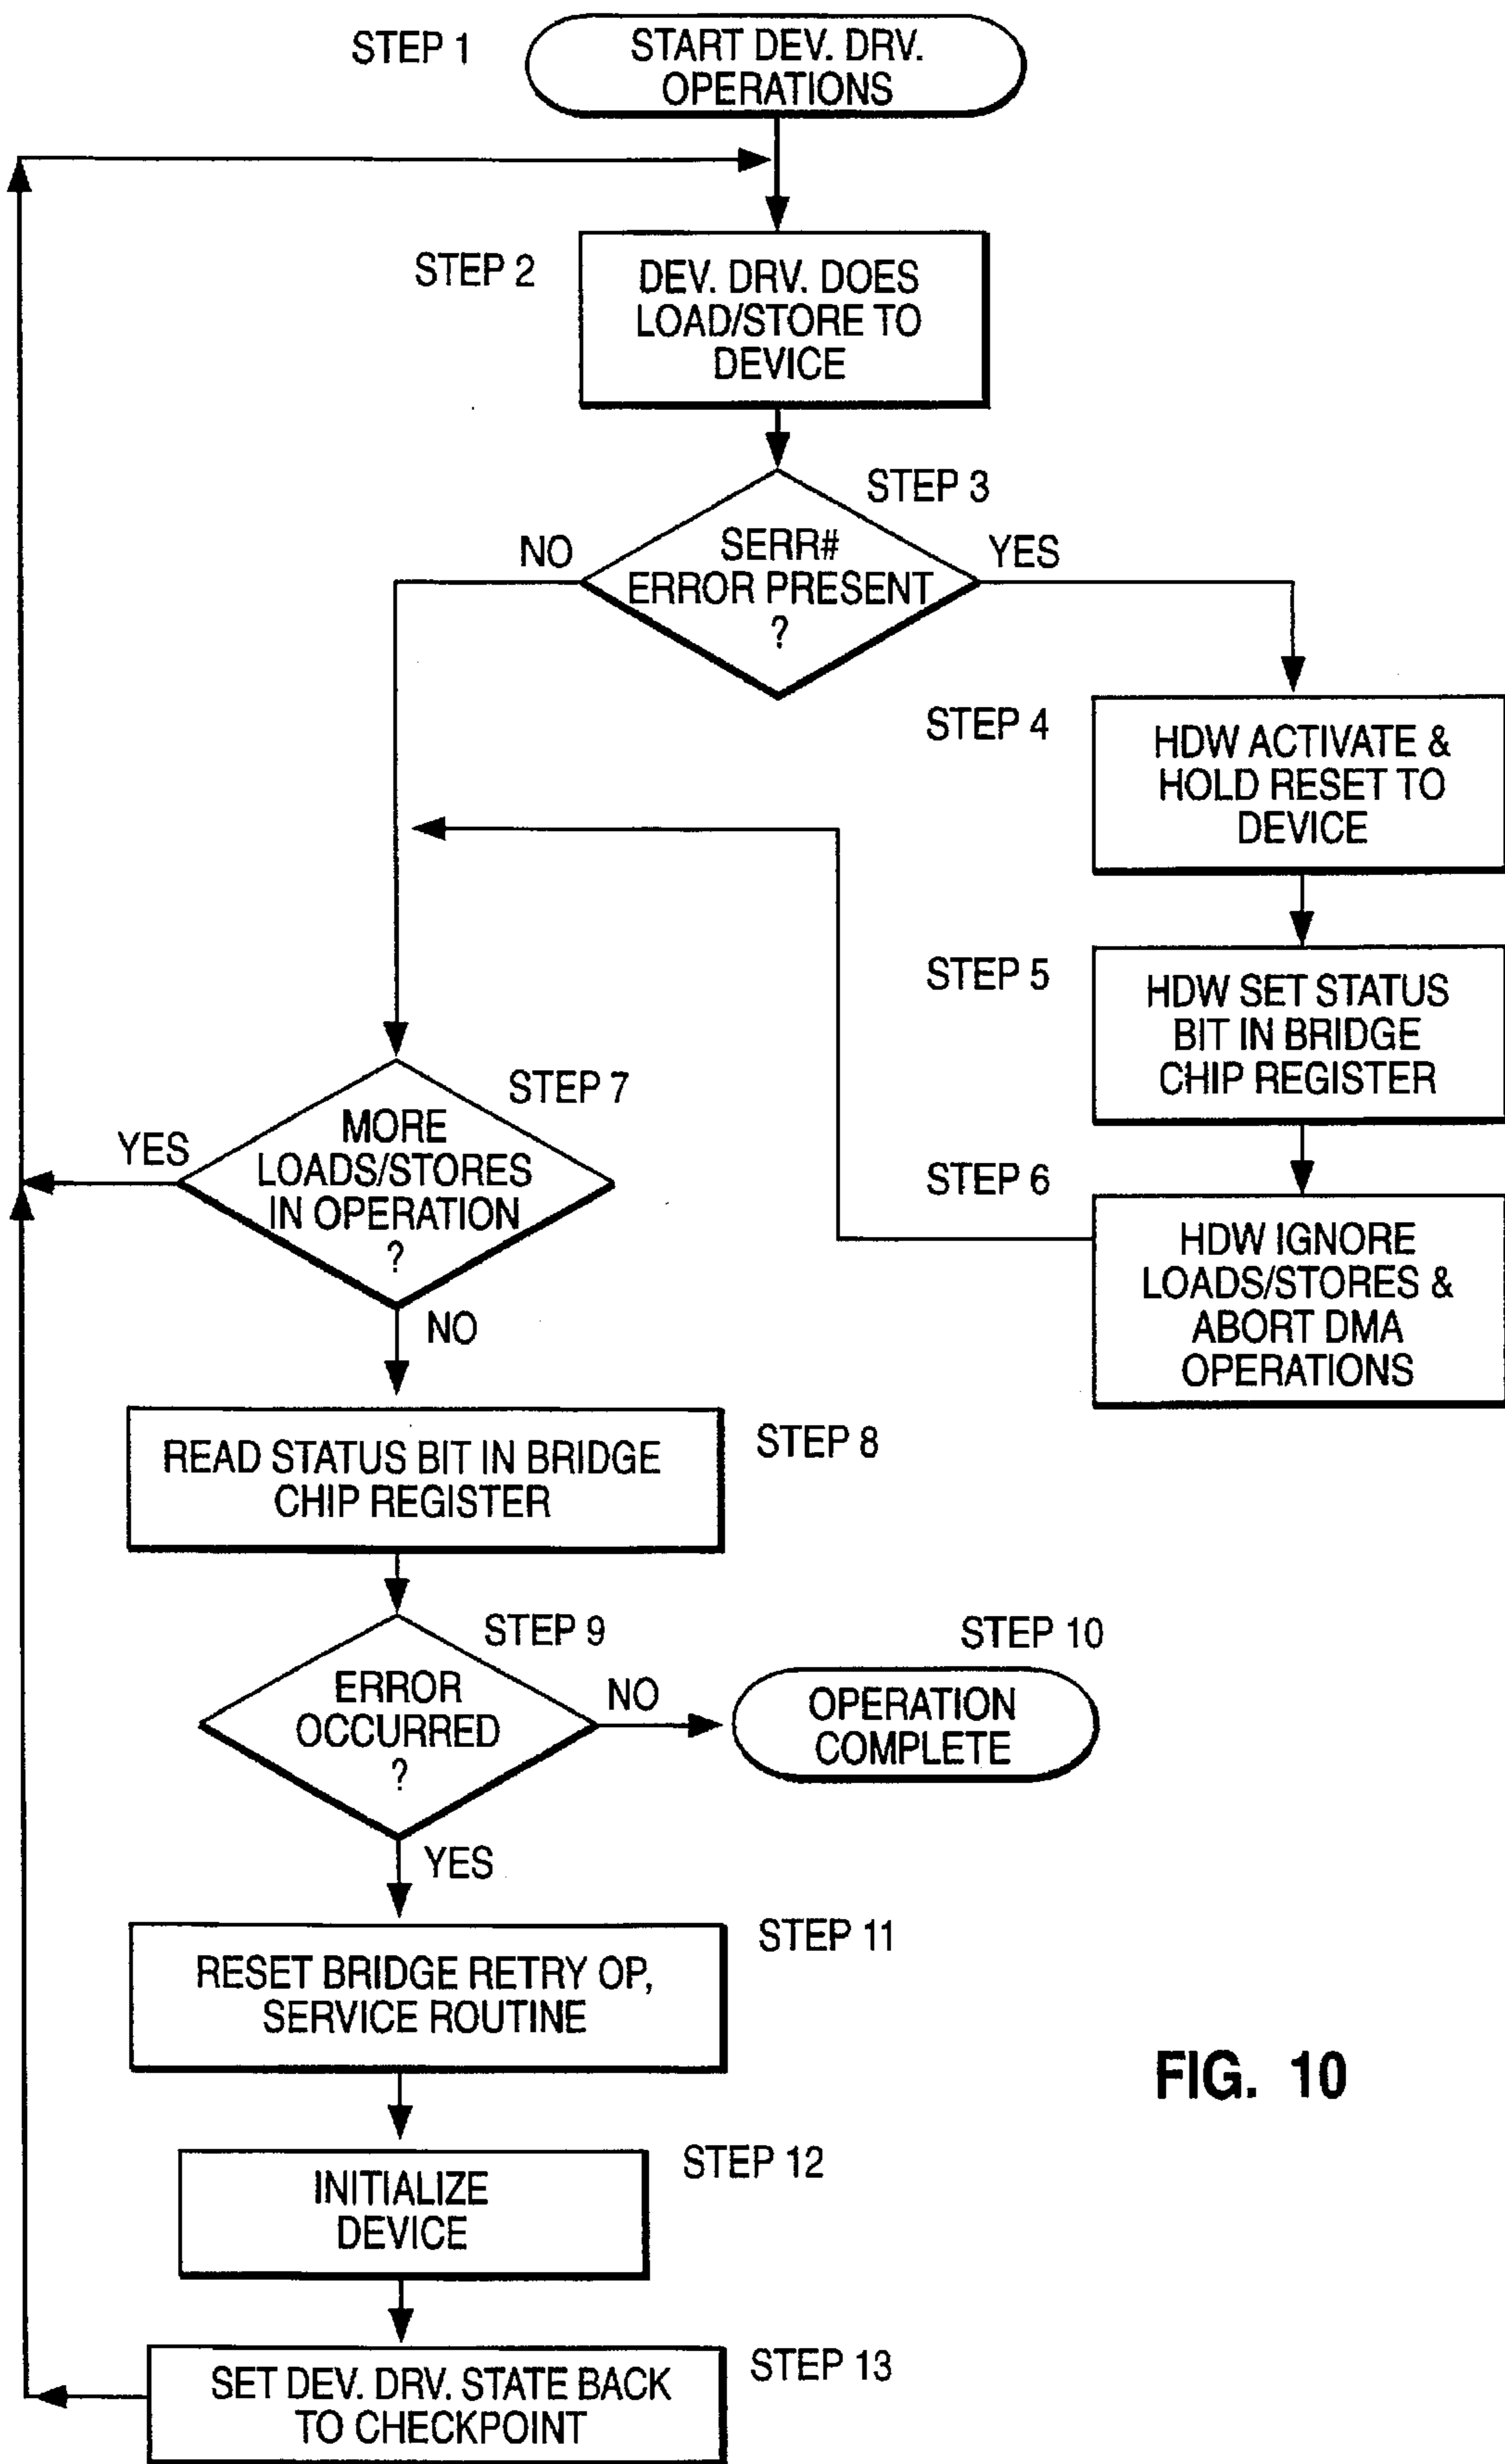 STEP 1
START DEV. DRV.
OPERATIONS
STEP 2
DEV. DRV. DOES
LOAD/STORE TO
DEVICE
STEP 3
SERR#
ERROR PRESENT
?
NO
YES
STEP 4
HDW ACTIVATE &
HOLD RESET TO
DEVICE
STEP 5
HDW SET STATUS
BIT IN BRIDGE
CHIP REGISTER
STEP 6
HDW IGNORE
LOADS/STORES &
ABORT DMA
OPERATIONS
STEP 7
MORE
LOADS/STORES
IN OPERATION
?
YES
NO
STEP 8
READ STATUS BIT IN BRIDGE
CHIP REGISTER
STEP 9
ERROR
OCCURRED
?
NO
STEP 10
OPERATION
COMPLETE
YES
STEP 11
RESET BRIDGE RETRY OP,
SERVICE ROUTINE
STEP 12
INITIALIZE
DEVICE
STEP 13
SET DEV. DRV. STATE BACK
TO CHECKPOINT
FIG. 10